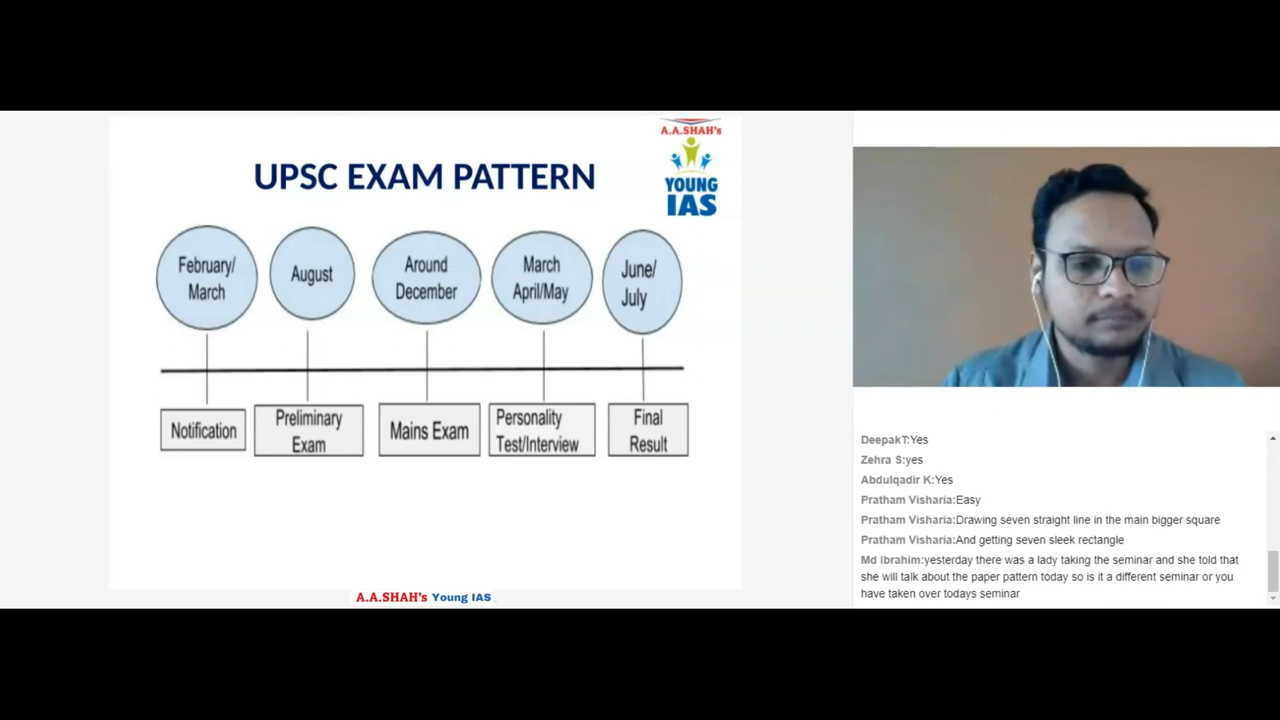 A.A.SHAH's
YOUNG
IAS
UPSC EXAM PATTERN
February/
March
August
Around
December
March
April/May
June/
July
Notification
Preliminary
Exam
Mains Exam
Personality
Test/Interview
Final
Result
A.A.SHAH's Young IAS
DeepakT:Yes
Zehra S:yes
Abdulqadir K:Yes
Pratham Visharia:Easy
Pratham Visharia:Drawing seven straight line in the main bigger square
Pratham Visharia:And getting seven sleek rectangle
Md Ibrahim:yesterday there was a lady taking the seminar and she told that
she will talk about the paper pattern today so is it a different seminar or you
have taken over todays seminar